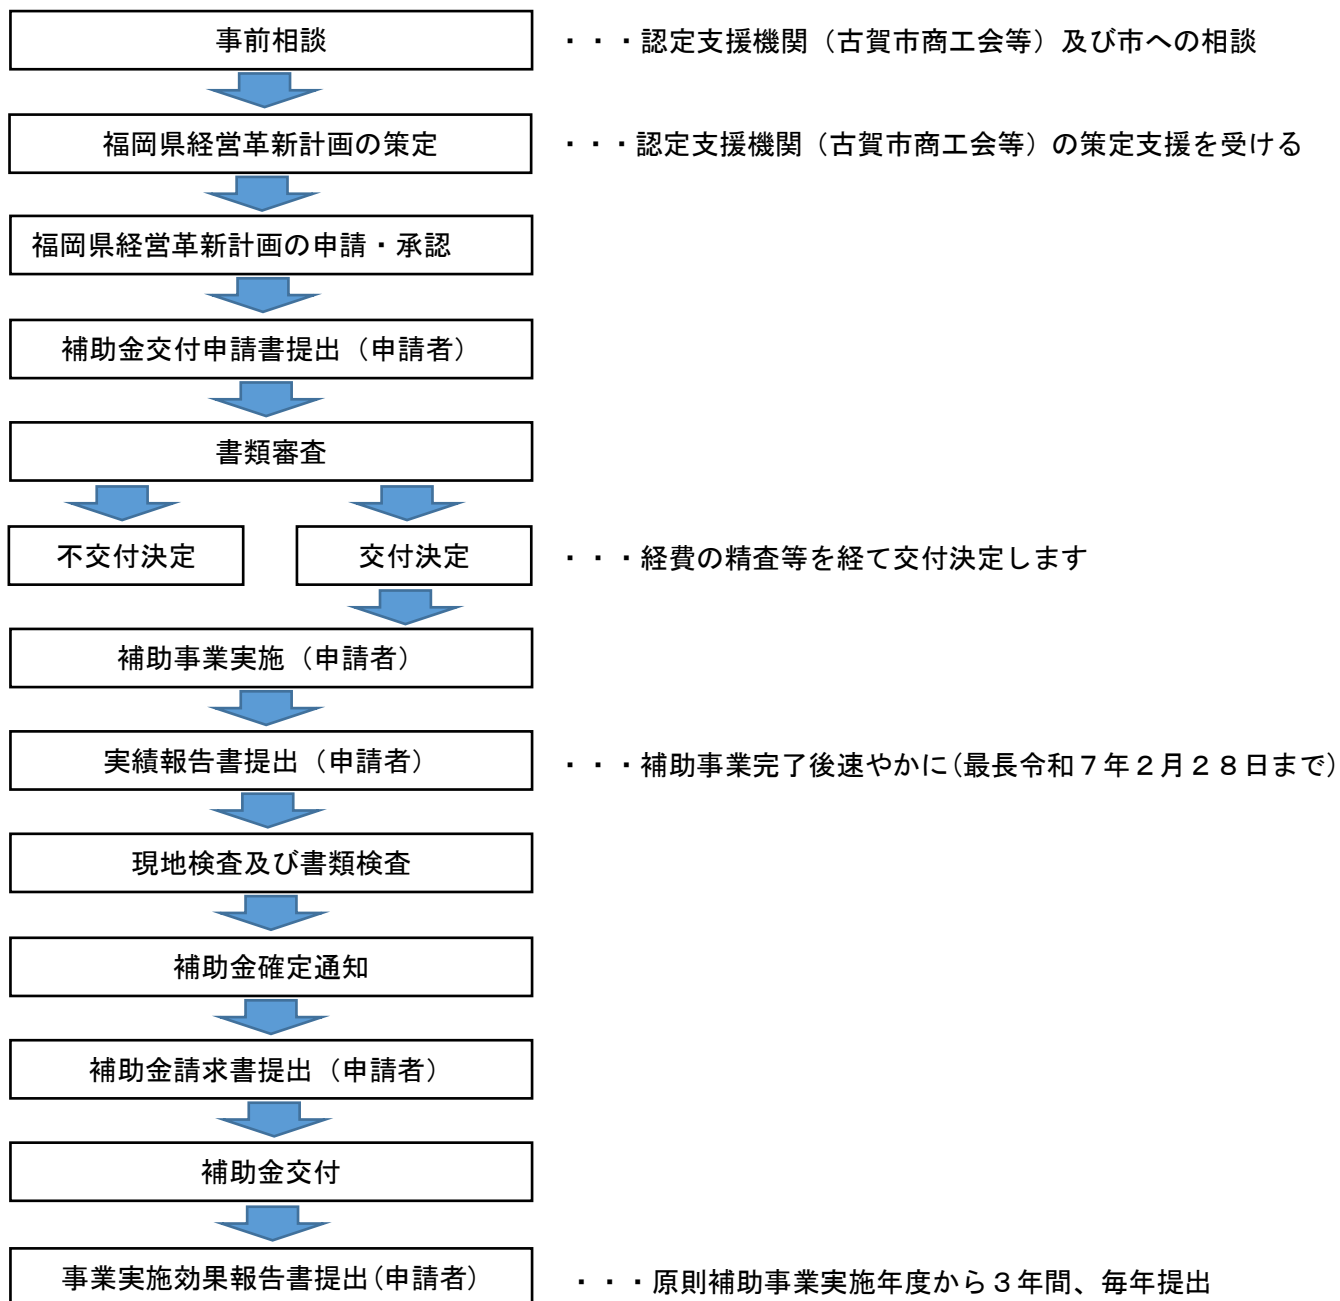 事前相談 ・・・認定支援機関（古賀市商工会等）及び市への相談
福岡県経営革新計画の策定 ・・・認定支援機関（古賀市商工会等）の策定支援を受ける
福岡県経営革新計画の申請・承認
補助金交付申請書提出（申請者）
書類審査
不交付決定 交付決定 ・・・経費の精査等を経て交付決定します
補助事業実施（申請者）
実績報告書提出（申請者） ・・・補助事業完了後速やかに(最長令和７年２月２８日まで)
現地検査及び書類検査
補助金確定通知
補助金請求書提出（申請者）
補助金交付
事業実施効果報告書提出(申請者) ・・・原則補助事業実施年度から３年間、毎年提出